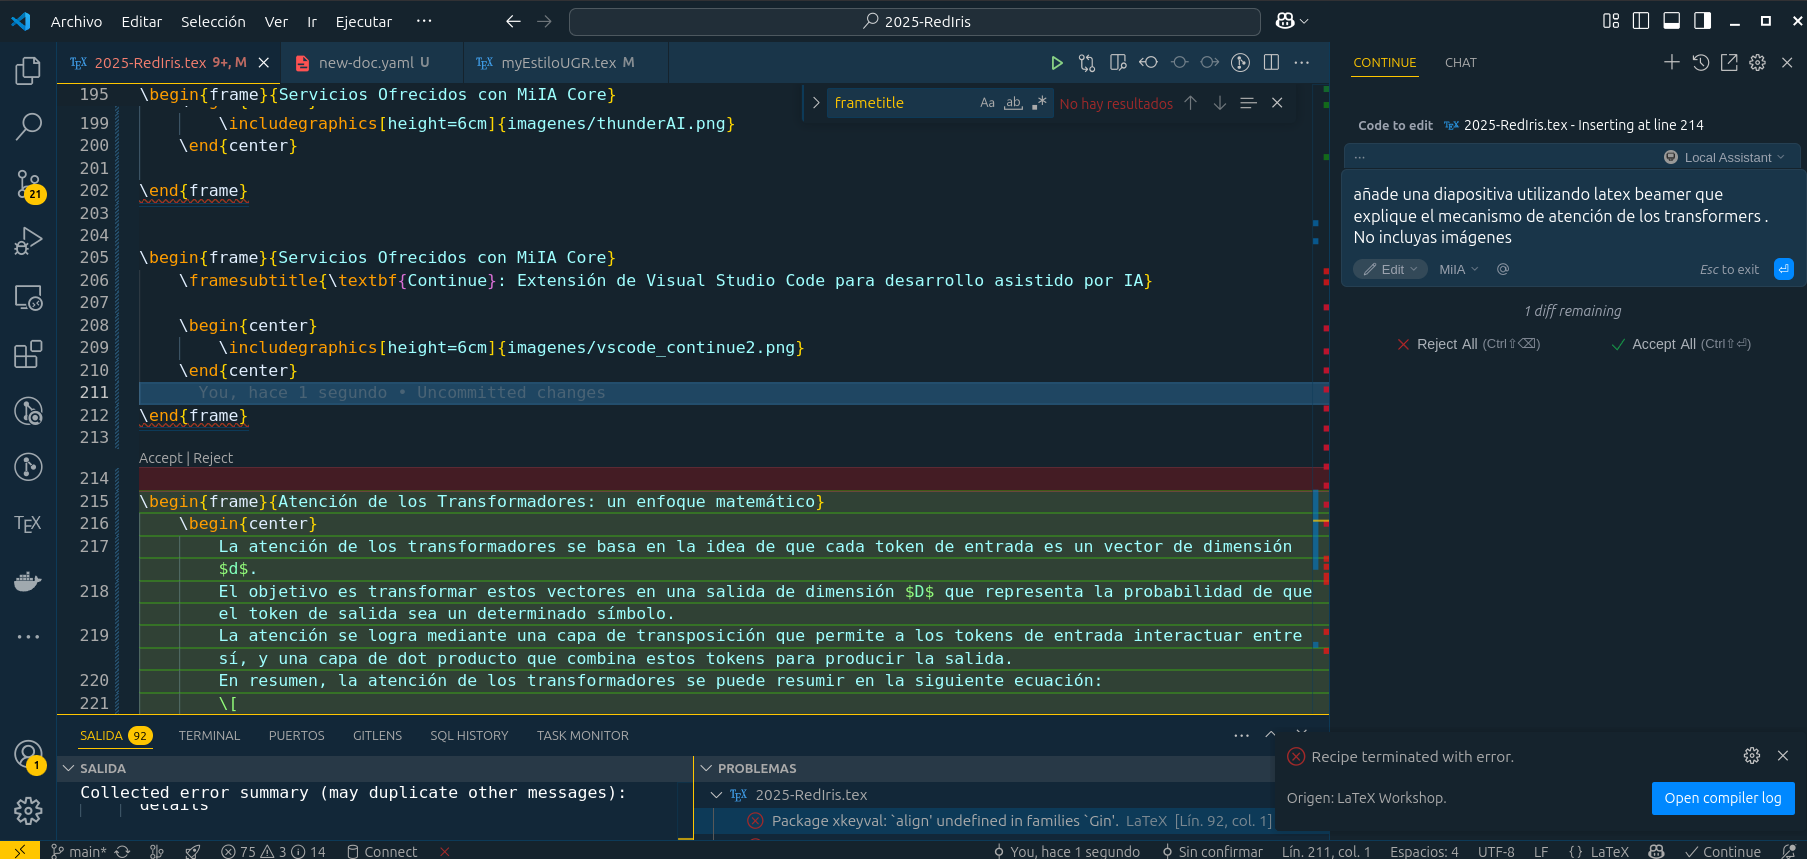 Archivo Editar Selección Ver Ir Ejecutar ···
2025-RedIris
2025-RedIris.tex 9+, M
new-doc.yaml U
myEstiloUGR.tex M
CONTINUE CHAT
frametitle
Aa ab
No hay resultados
195 \begin{frame}{Servicios Ofrecidos con MiIA Core}
199 \includegraphics[height=6cm]{imagenes/thunderAI.png}
200 \end{center}
201
202 \end{frame}
203
204
205 \begin{frame}{Servicios Ofrecidos con MiIA Core}
206 \framesubtitle{\textbf{Continue}: Extensión de Visual Studio Code para desarrollo asistido por IA}
207
208 \begin{center}
209 \includegraphics[height=6cm]{imagenes/vscode_continue2.png}
210 \end{center}
211 You, hace 1 segundo • Uncommitted changes
212 \end{frame}
213
Accept | Reject
214
215 \begin{frame}{Atención de los Transformadores: un enfoque matemático}
216 \begin{center}
217 La atención de los transformadores se basa en la idea de que cada token de entrada es un vector de dimensión
$d$.
218 El objetivo es transformar estos vectores en una salida de dimensión $D$ que representa la probabilidad de que
el token de salida sea un determinado símbolo.
219 La atención se logra mediante una capa de transposición que permite a los tokens de entrada interactuar entre
sí, y una capa de dot producto que combina estos tokens para producir la salida.
220 En resumen, la atención de los transformadores se puede resumir en la siguiente ecuación:
221 \[
Code to edit 2025-RedIris.tex - Inserting at line 214
··· Local Assistant
añade una diapositiva utilizando latex beamer que
explique el mecanismo de atención de los transformers .
No incluyas imágenes
Edit MiIA @ Esc to exit
1 diff remaining
Reject All (Ctrl⇧⌫) Accept All (Ctrl⇧⏎)
21
TEX
1
SALIDA 92 TERMINAL PUERTOS GITLENS SQL HISTORY TASK MONITOR
SALIDA
Collected error summary (may duplicate other messages):
details
PROBLEMAS
2025-RedIris.tex
Package xkeyval: `align' undefined in families `Gin'. LaTeX [Lín. 92, col. 1]
Recipe terminated with error.
Origen: LaTeX Workshop.
Open compiler log
main* 75 3 14 Connect
You, hace 1 segundo Sin confirmar Lín. 211, col. 1 Espacios: 4 UTF-8 LF {} LaTeX Continue